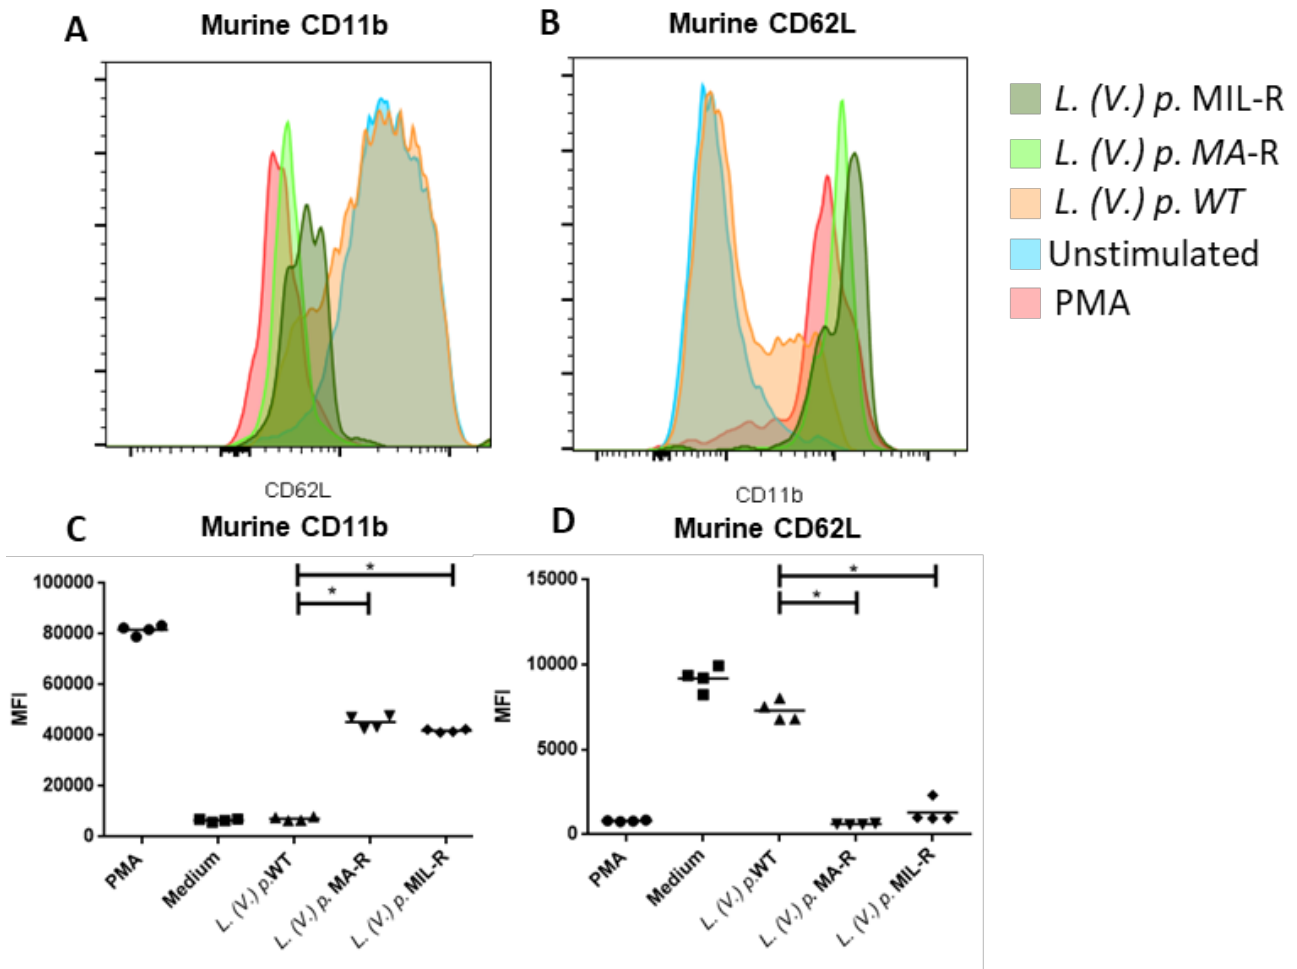 A
Murine CD11b
B
Murine CD62L
L. (V.) p. MIL-R
L. (V.) p. MA-R
L. (V.) p. WT
Unstimulated
PMA
CD62L
CD11b
C
Murine CD11b
D
Murine CD62L
100000
80000
60000
40000
20000
0
MFI
*
*
PMA
Medium
L. (V.) p.WT
L. (V.) p. MA-R
L. (V.) p. MIL-R
15000
10000
5000
0
MFI
*
*
PMA
Medium
L. (V.) p.WT
L. (V.) p. MA-R
L. (V.) p. MIL-R